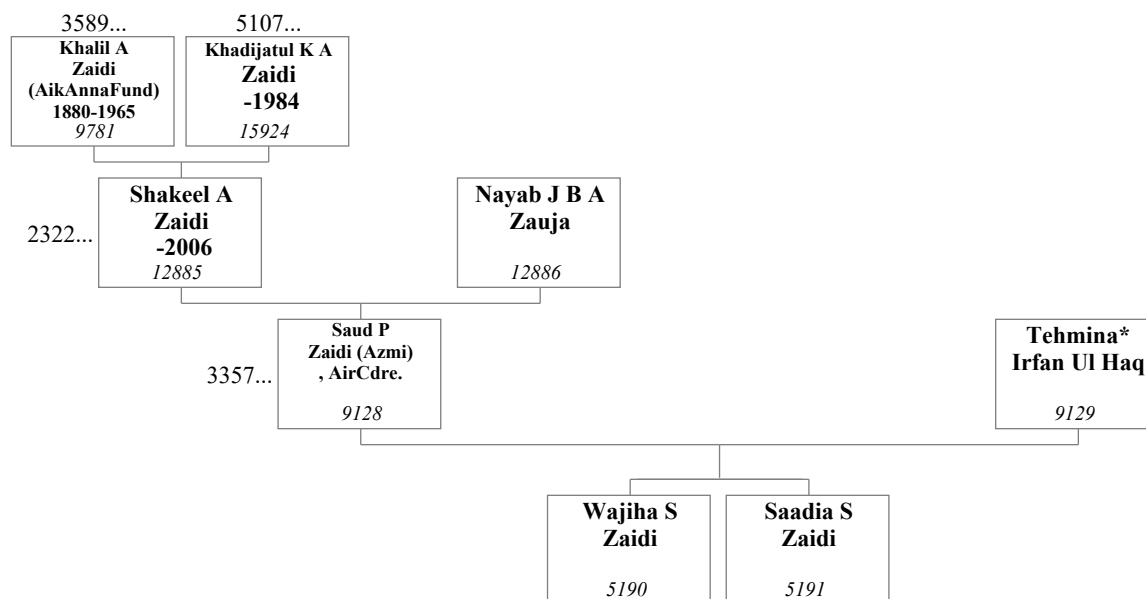 3589...
5107...
Khalil A
Zaidi
(AikAnnaFund)
1880-1965
9781
Khadijatul K A
Zaidi
-1984
15924
2322...
Shakeel A
Zaidi
-2006
12885
Nayab J B A
Zauja
12886
3357...
Saud P
Zaidi (Azmi)
, AirCdre.
9128
Tehmina*
Irfan Ul Haq
9129
Wajiha S
Zaidi
5190
Saadia S
Zaidi
5191